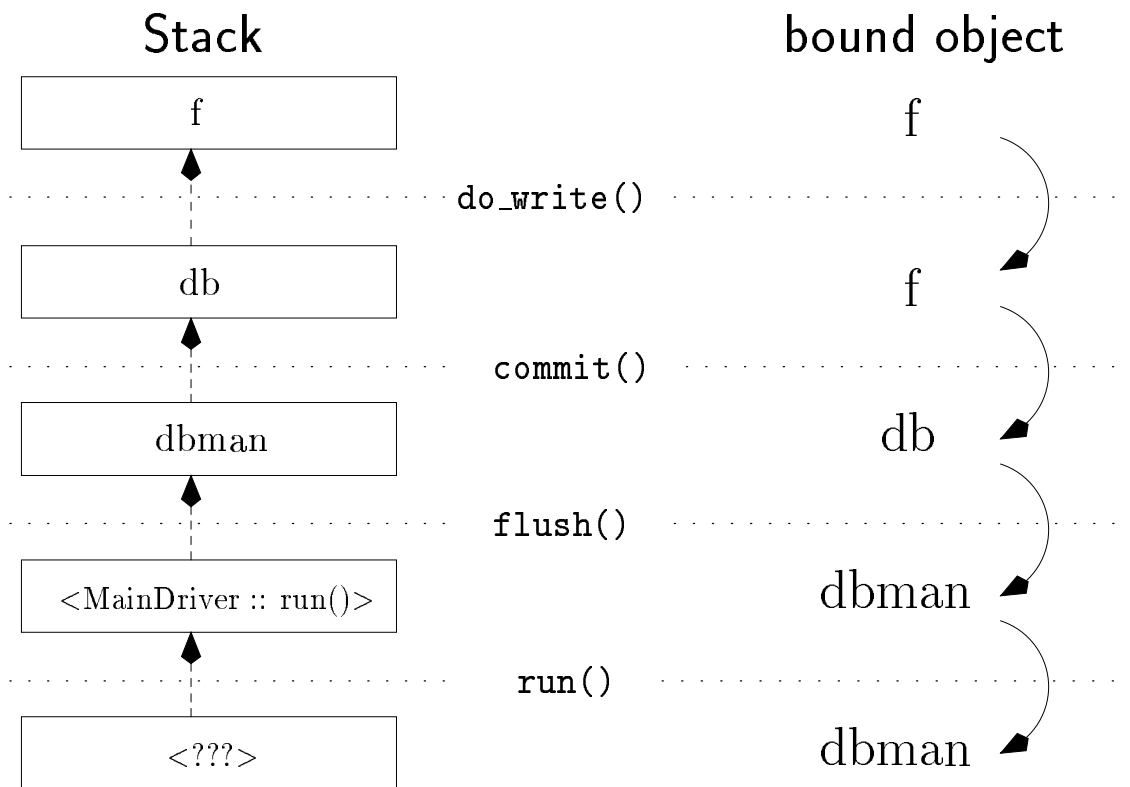 Stack bound object
f f
do_write()
db f
commit()
dbman db
flush()
<MainDriver :: run()> dbman
run()
<???> dbman